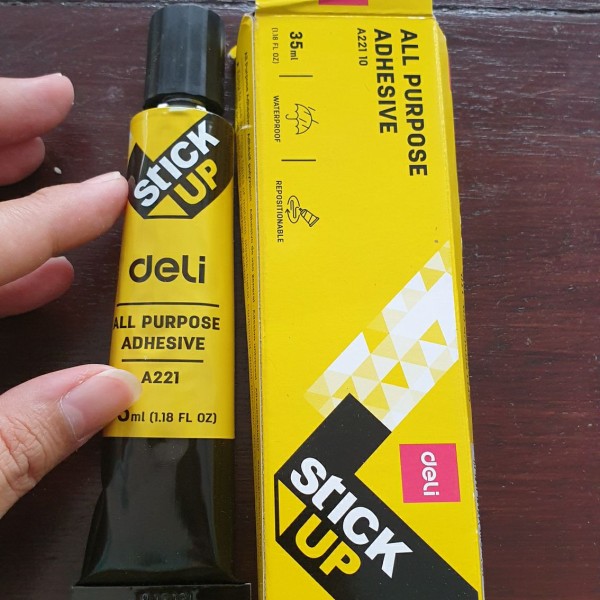 stick
UP
deli
ALL PURPOSE
ADHESIVE
A221
ml (1.18 FL OZ)
ALL PURPOSE
ADHESIVE
A221 10
35ml
(1.18 FL OZ)
WATERPROOF
REPOSITIONABLE
deli
stick
UP